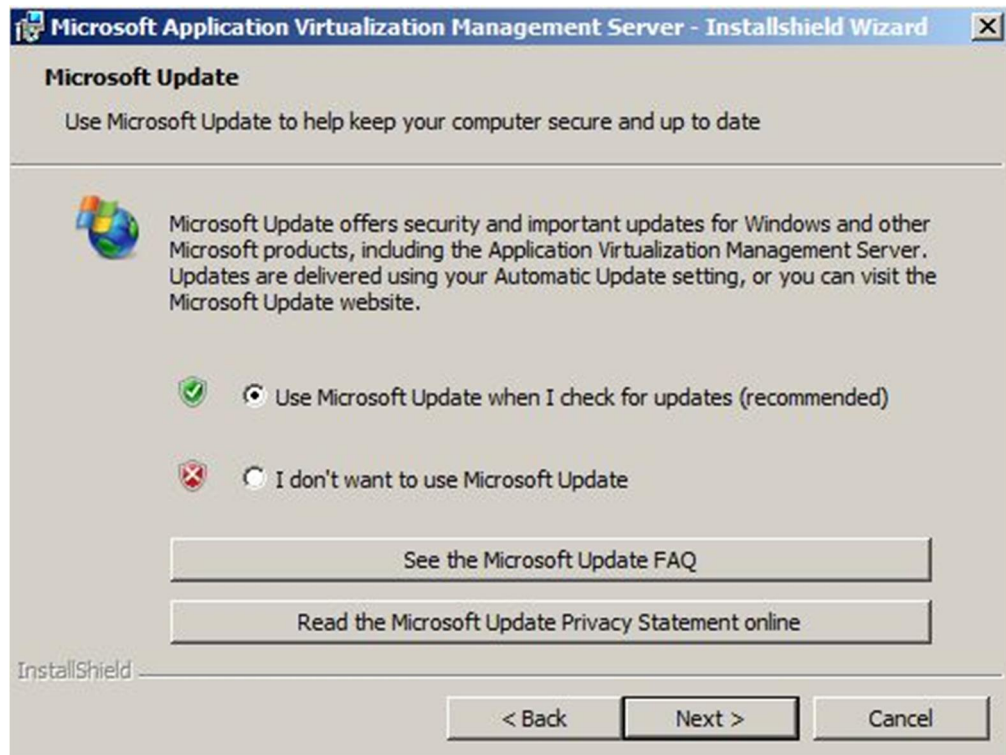 Microsoft Application Virtualization Management Server - Installshield Wizard
Microsoft Update
Use Microsoft Update to help keep your computer secure and up to date
Microsoft Update offers security and important updates for Windows and other
Microsoft products, including the Application Virtualization Management Server.
Updates are delivered using your Automatic Update setting, or you can visit the
Microsoft Update website.
Use Microsoft Update when I check for updates (recommended)
I don't want to use Microsoft Update
See the Microsoft Update FAQ
Read the Microsoft Update Privacy Statement online
InstallShield
< Back
Next >
Cancel